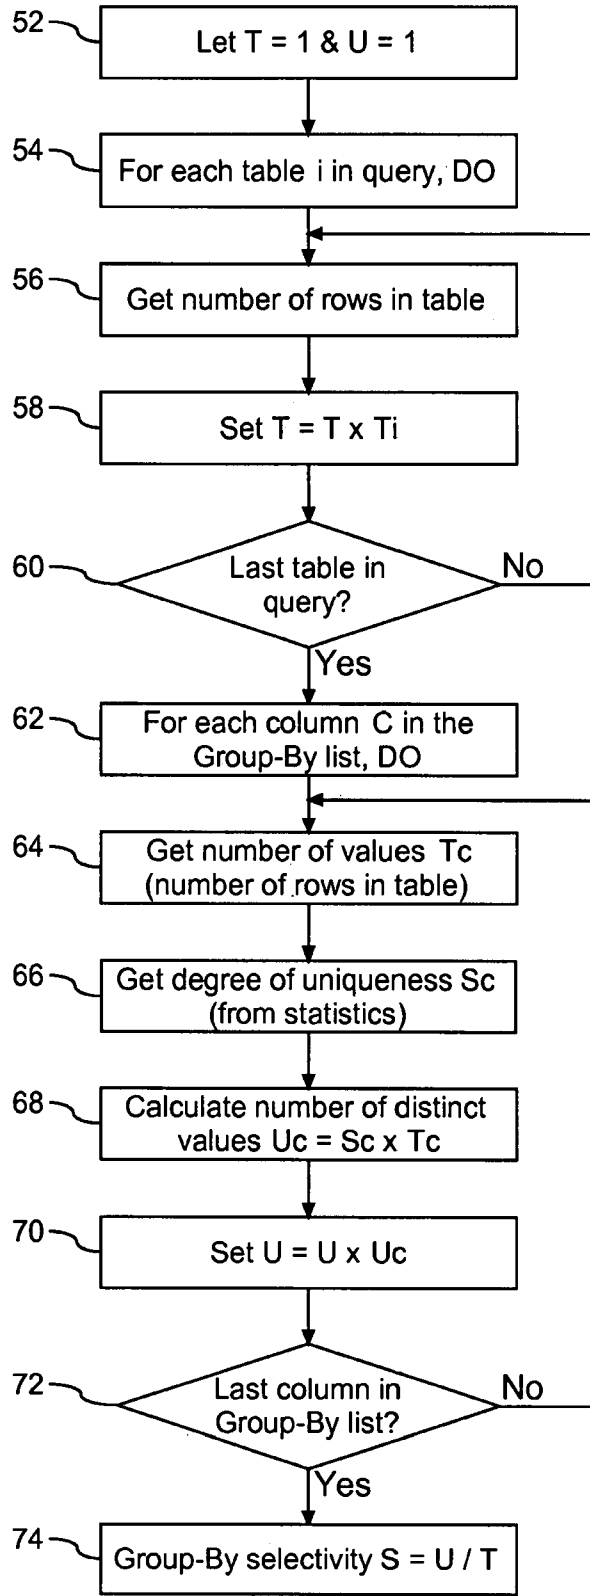 52
Let T = 1 & U = 1
54
For each table i in query, DO
56
Get number of rows in table
58
Set T = T x Ti
60
Last table in
query?
No
Yes
62
For each column C in the
Group-By list, DO
64
Get number of values Tc
(number of rows in table)
66
Get degree of uniqueness Sc
(from statistics)
68
Calculate number of distinct
values Uc = Sc x Tc
70
Set U = U x Uc
72
Last column in
Group-By list?
No
Yes
74
Group-By selectivity S = U / T